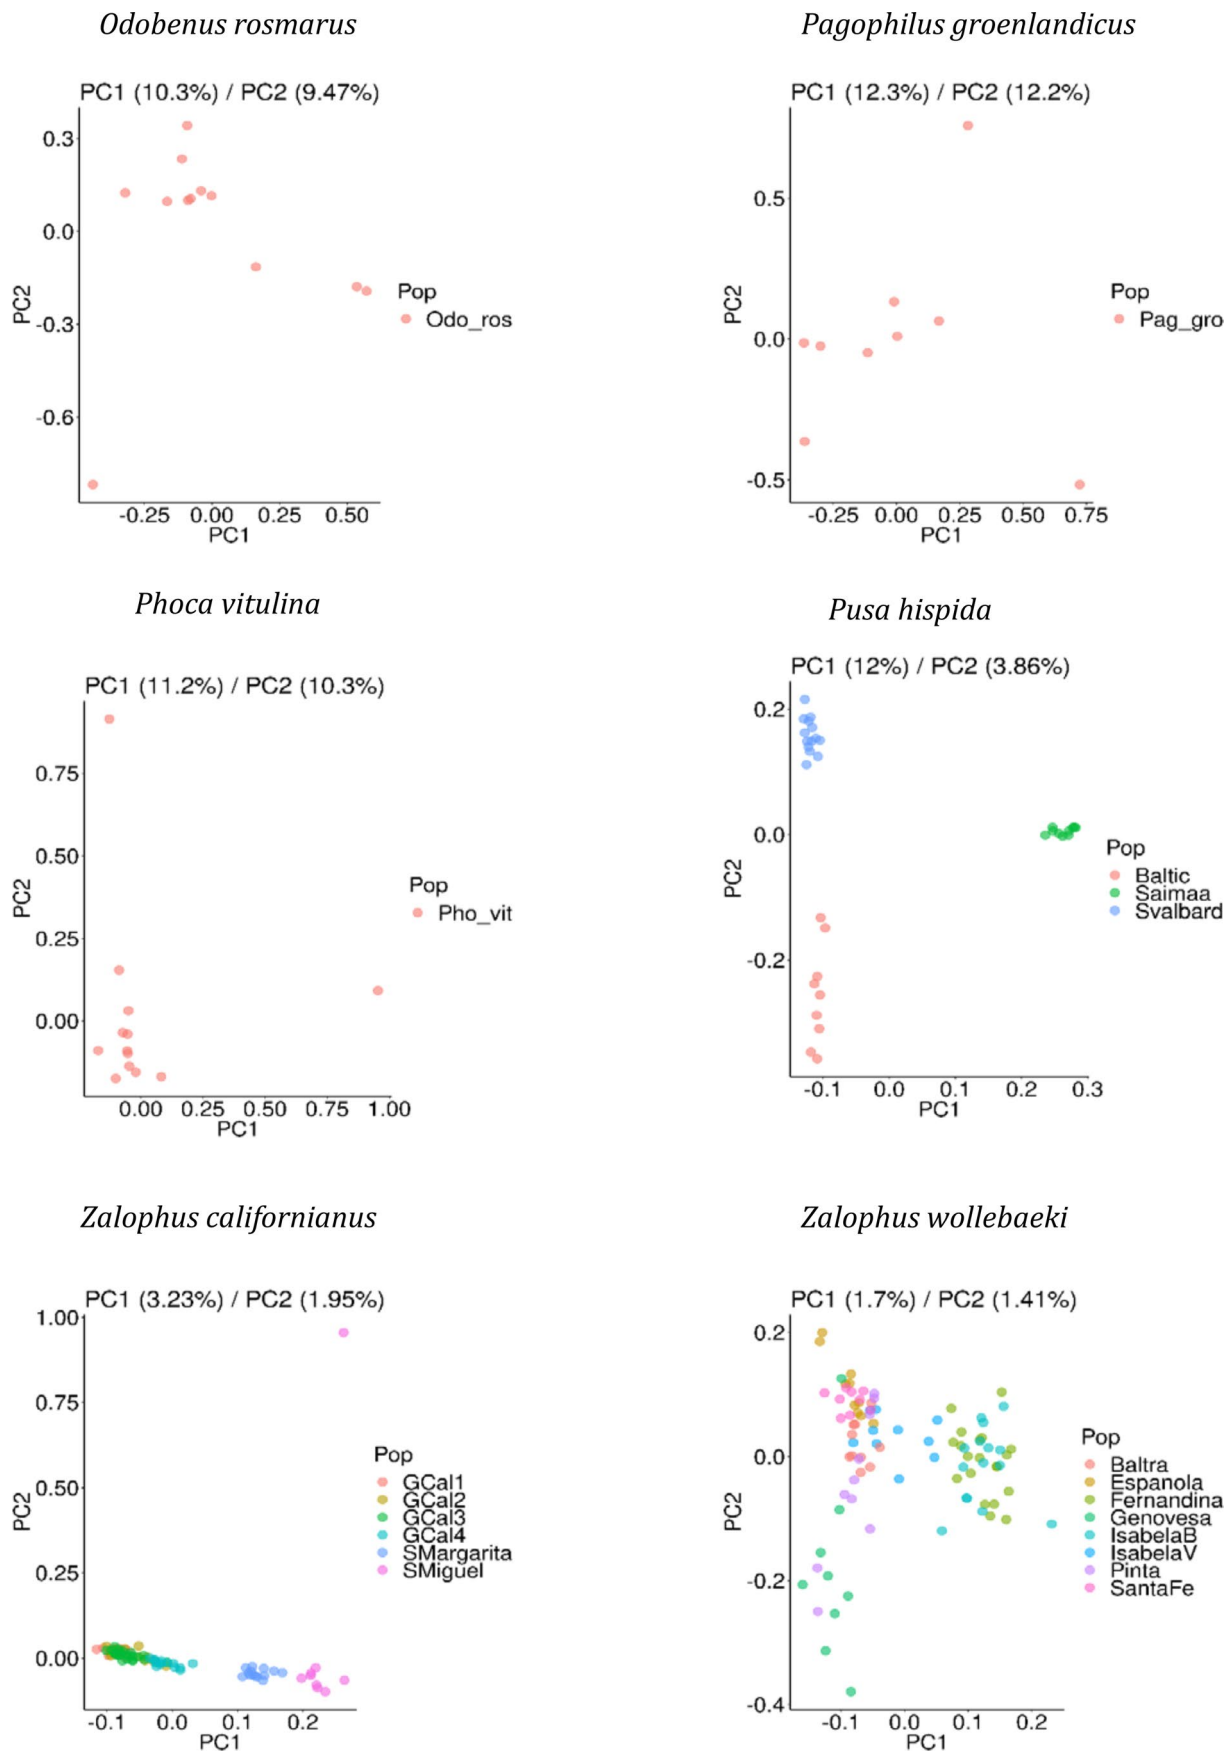 Odobenus rosmarus
PC1 (10.3%) / PC2 (9.47%)
0.3
0.0
-0.3
-0.6
PC2
-0.25 0.00 0.25 0.50
PC1
Pop
Odo_ros
Pagophilus groenlandicus
PC1 (12.3%) / PC2 (12.2%)
0.5
0.0
-0.5
PC2
-0.25 0.00 0.25 0.50 0.75
PC1
Pop
Pag_gro
Phoca vitulina
PC1 (11.2%) / PC2 (10.3%)
0.75
0.50
0.25
0.00
PC2
0.00 0.25 0.50 0.75 1.00
PC1
Pop
Pho_vit
Pusa hispida
PC1 (12%) / PC2 (3.86%)
0.2
0.0
-0.2
PC2
-0.1 0.0 0.1 0.2 0.3
PC1
Pop
Baltic
Saimaa
Svalbard
Zalophus californianus
PC1 (3.23%) / PC2 (1.95%)
1.00
0.75
0.50
0.25
0.00
PC2
-0.1 0.0 0.1 0.2
PC1
Pop
GCal1
GCal2
GCal3
GCal4
SMargarita
SMiguel
Zalophus wollebaeki
PC1 (1.7%) / PC2 (1.41%)
0.2
0.0
-0.2
-0.4
PC2
-0.1 0.0 0.1 0.2
PC1
Pop
Baltra
Espanola
Fernandina
Genovesa
IsabelaB
IsabelaV
Pinta
SantaFe